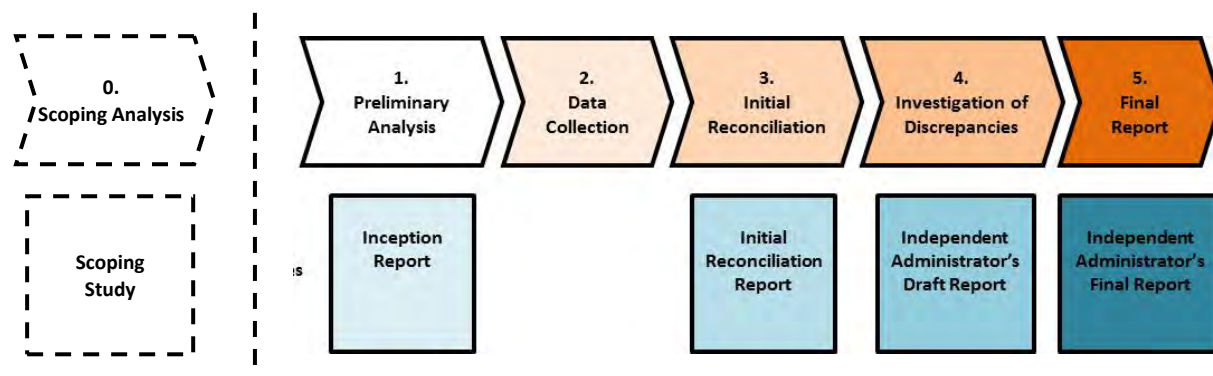 0.
Scoping Analysis
1.
Preliminary
Analysis
2.
Data
Collection
3.
Initial
Reconciliation
4.
Investigation of
Discrepancies
5.
Final
Report
Scoping
Study
Inception
Report
Initial
Reconciliation
Report
Independent
Administrator's
Draft Report
Independent
Administrator's
Final Report